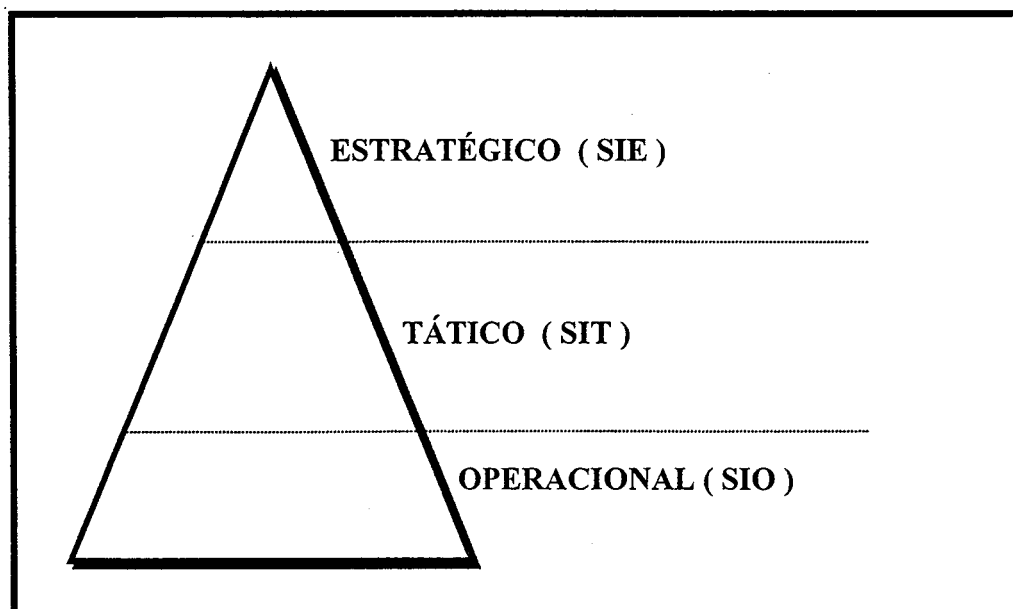 ESTRATÉGICO ( SIE )
TÁTICO ( SIT )
OPERACIONAL ( SIO )